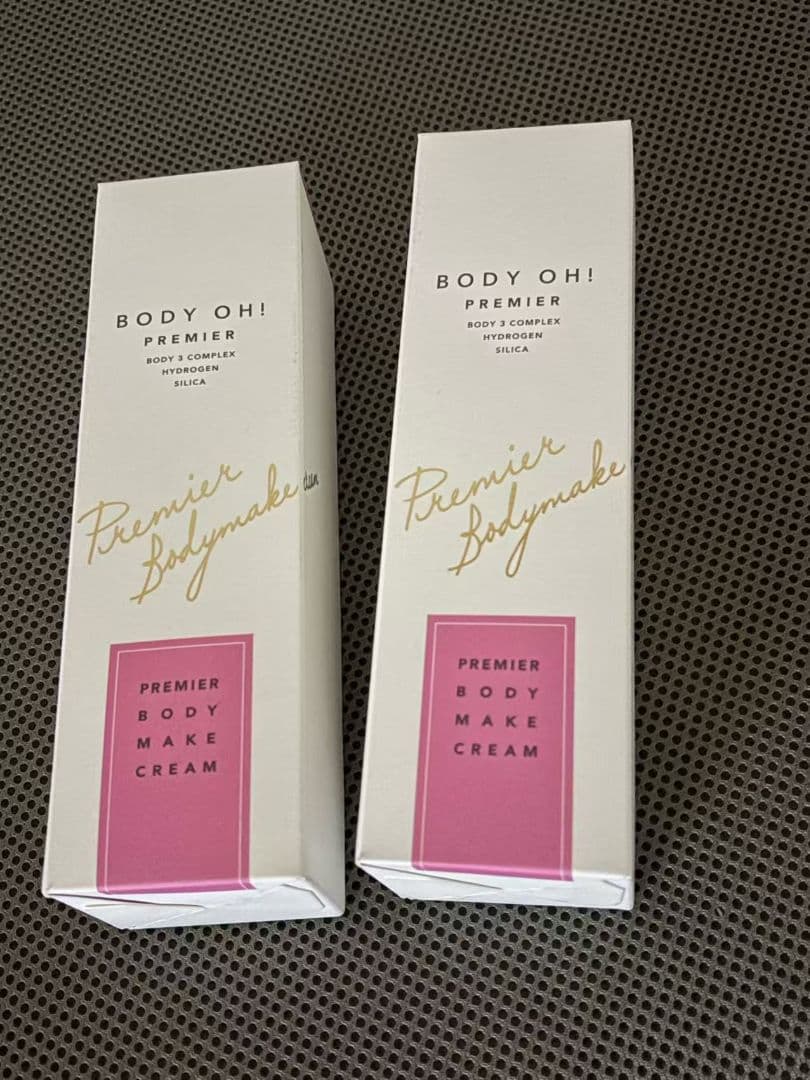 BODY OH!
PREMIER
BODY 3 COMPLEX
HYDROGEN
SILICA
Premier
Bodymake
PREMIER
BODY
MAKE
CREAM
BODY OH!
PREMIER
BODY 3 COMPLEX
HYDROGEN
SILICA
Premier
Bodymake
PREMIER
BODY
MAKE
CREAM